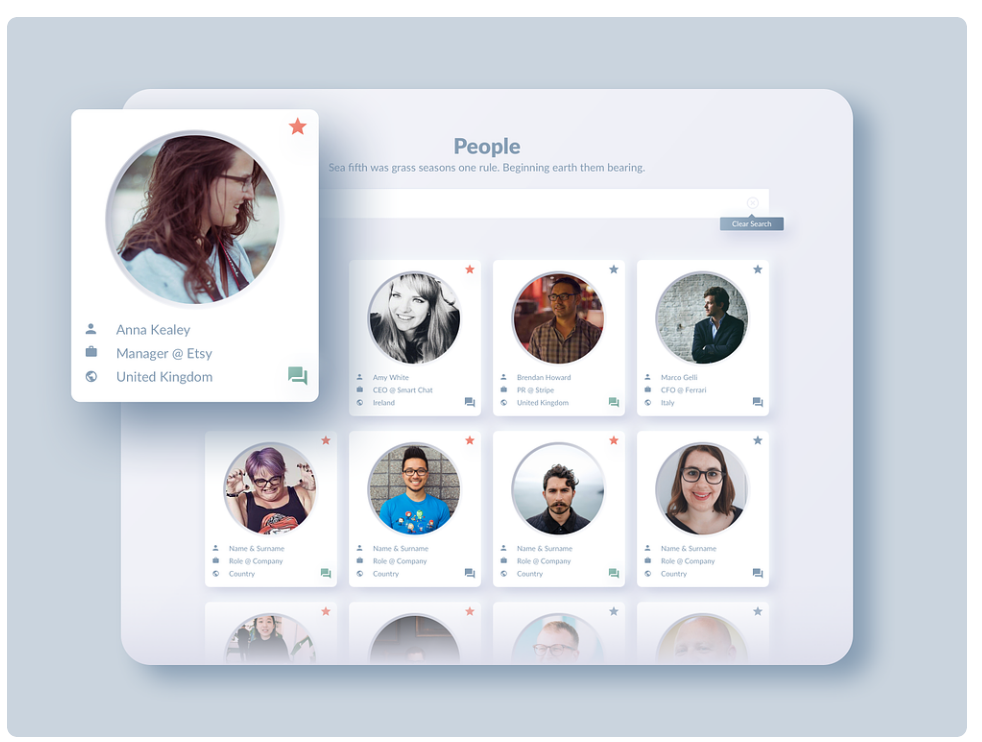 People
Sea fifth was grass seasons one rule. Beginning earth them bearing.
Clear Search
Anna Kealey
Manager @ Etsy
United Kingdom
Amy White
CEO @ Smart Chat
Ireland
Brendan Howard
PR @ Stripe
United Kingdom
Marco Gelli
CFO @ Ferrari
Italy
Name & Surname
Role @ Company
Country
Name & Surname
Role @ Company
Country
Name & Surname
Role @ Company
Country
Name & Surname
Role @ Company
Country